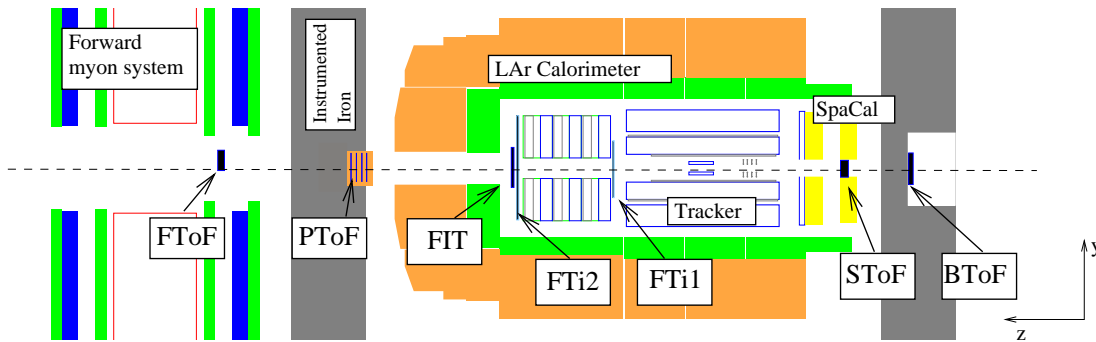 Forward
myon system
Instrumented
Iron
LAr Calorimeter
SpaCal
Tracker
FToF
PToF
FIT
FTi2
FTi1
SToF
BToF
y
z